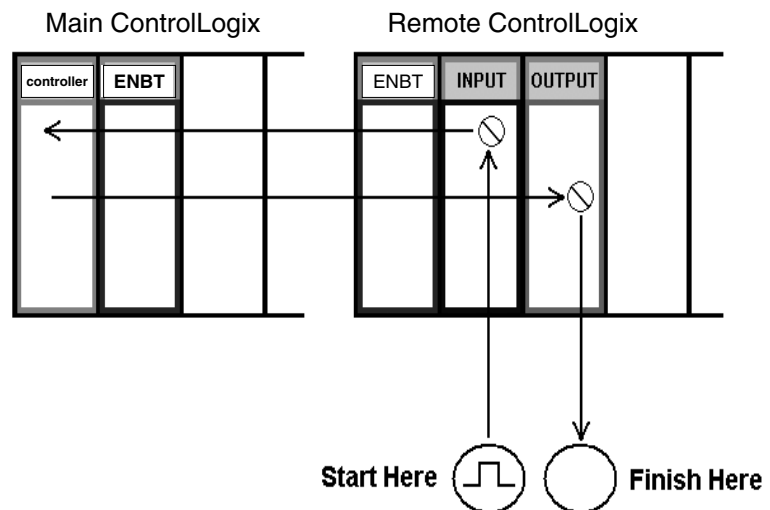 Main ControlLogix
Remote ControlLogix
controller
ENBT
ENBT
INPUT
OUTPUT
Start Here
Finish Here